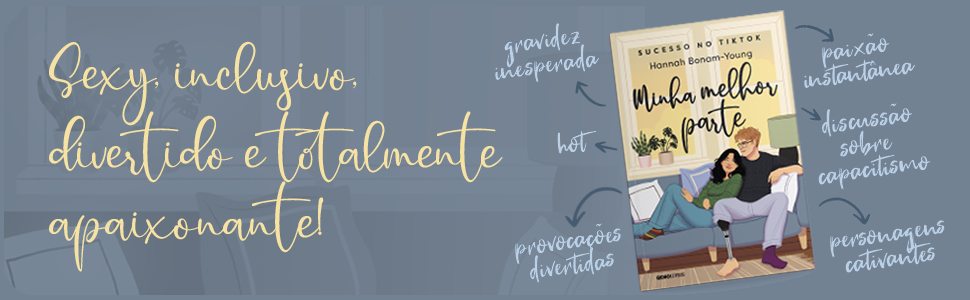 Sexy, inclusivo,
divertido e totalmente
apaixonante!
gravidez
inesperada
hot
provocações
divertidas
SUCESSO NO TIKTOK
Hannah Bonam-Young
Minha melhor
parte
paixão
instantânea
discussão
sobre
capacitismo
personagens
cativantes